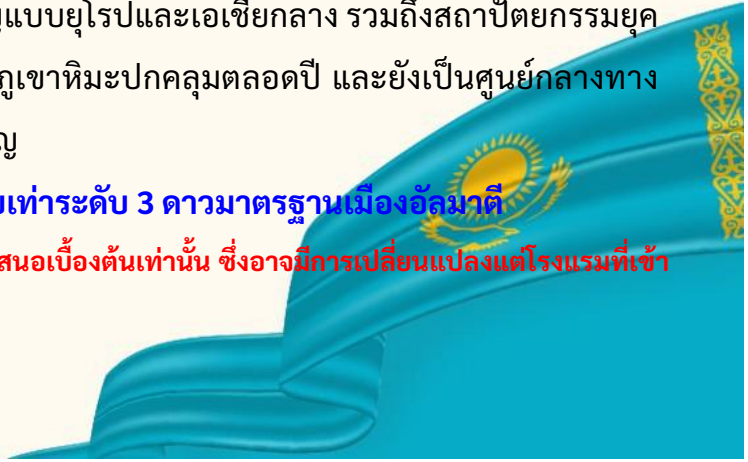 แบบยุโรปและเอเชียกลาง รวมถึงสถาปัตยกรรมยุค
ภูเขาหิมะปกคลุมตลอดปี และยังเป็นศูนย์กลางทาง
ญ
เท่าระดับ 3 ดาวมาตรฐานเมืองอัลมาตี
สนอเบื้องต้นเท่านั้น ซึ่งอาจมีการเปลี่ยนแปลงแต่โรงแรมที่เข้า